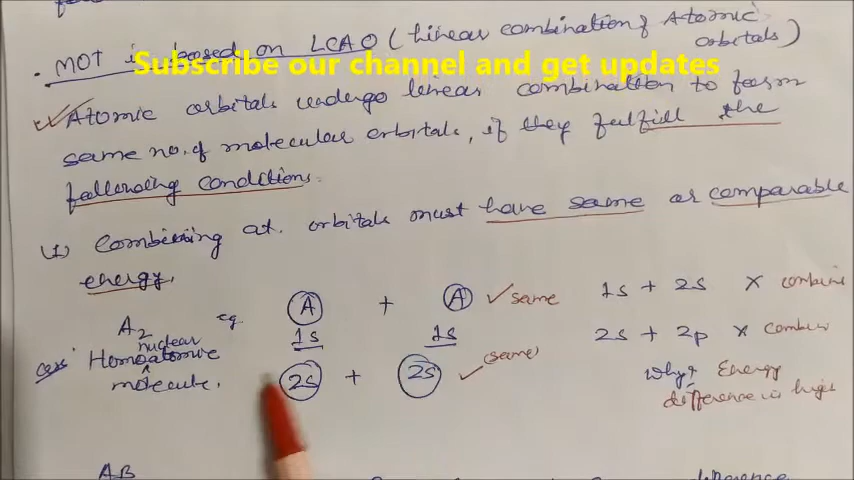 . MOT is based on LCAO (Linear combination of Atomic orbitals)
Subscribe our channel and get updates
Atomic orbitals undergo linear combination to form
same no. of molecular orbitals, if they fulfill the
following conditions.
(1) Combining at. orbitals must have same or comparable
energy.
A2 eg. A + A ✓ same 1s + 2s × combine
1s 1s
Homonuclearatomic 2s + 2p × combine
molecule. 2s + 2s ✓ (same) Why? Energy
difference is high
AB difference